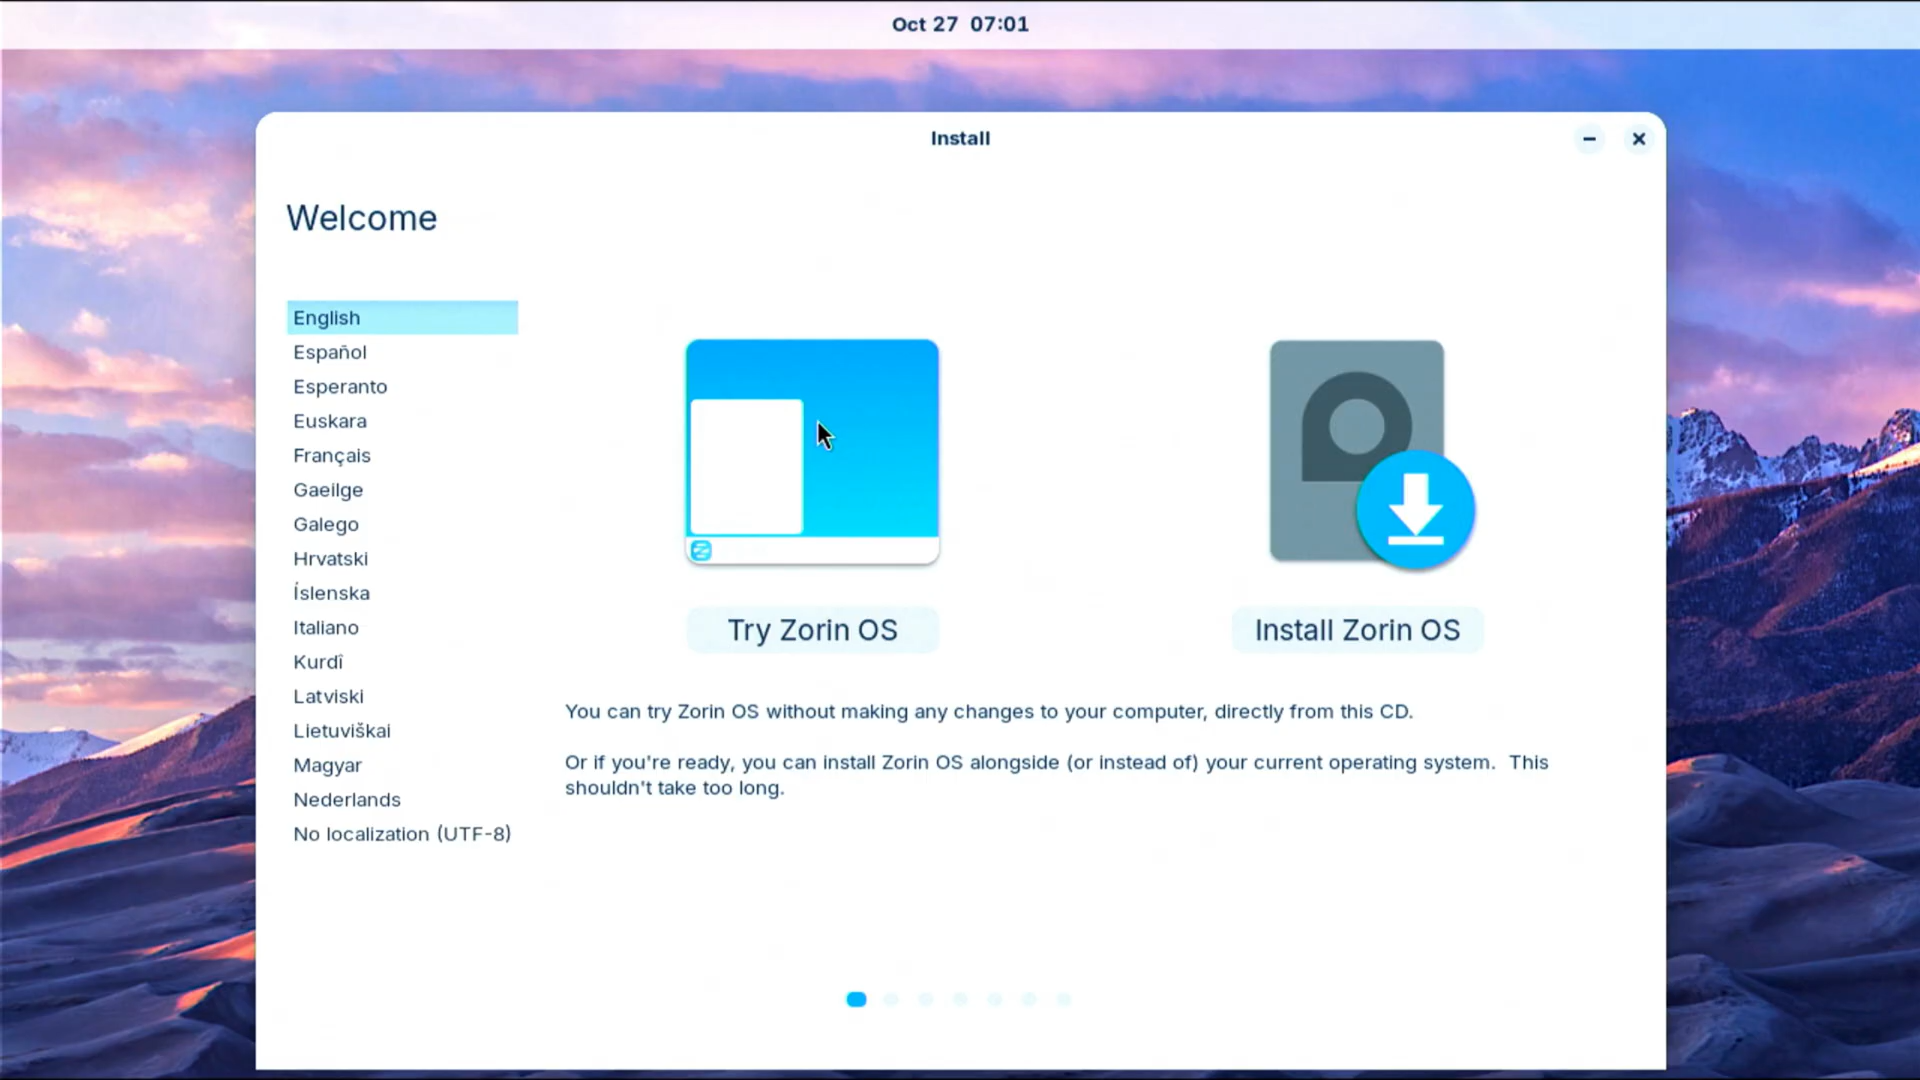 Oct 27 07:01
Install
Welcome
English
Español
Esperanto
Euskara
Français
Gaeilge
Galego
Hrvatski
Íslenska
Italiano
Kurdî
Latviski
Lietuviškai
Magyar
Nederlands
No localization (UTF-8)
Try Zorin OS
Install Zorin OS
You can try Zorin OS without making any changes to your computer, directly from this CD.
Or if you're ready, you can install Zorin OS alongside (or instead of) your current operating system.  This
shouldn't take too long.